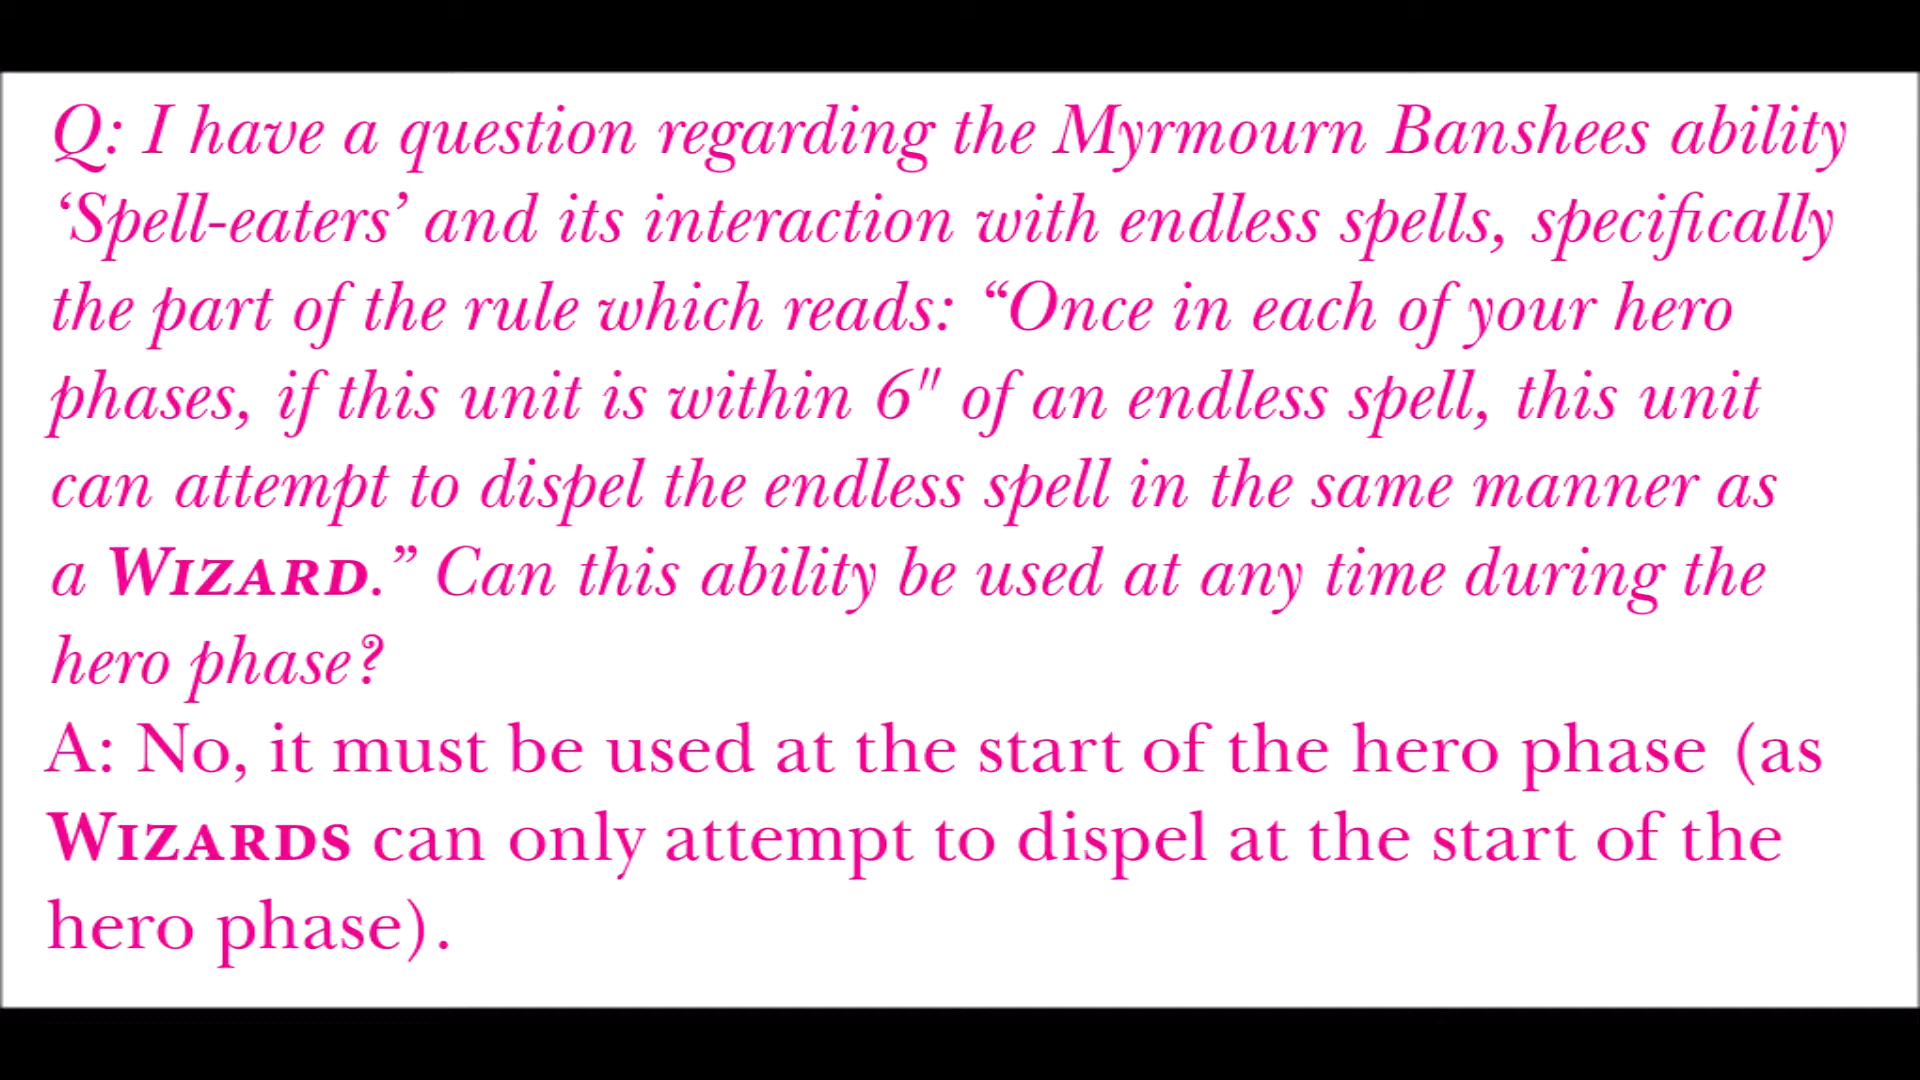 Q: I have a question regarding the Myrmourn Banshees ability
‘Spell-eaters’ and its interaction with endless spells, specifically
the part of the rule which reads: “Once in each of your hero
phases, if this unit is within 6" of an endless spell, this unit
can attempt to dispel the endless spell in the same manner as
a WIZARD.” Can this ability be used at any time during the
hero phase?
A: No, it must be used at the start of the hero phase (as
WIZARDS can only attempt to dispel at the start of the
hero phase).